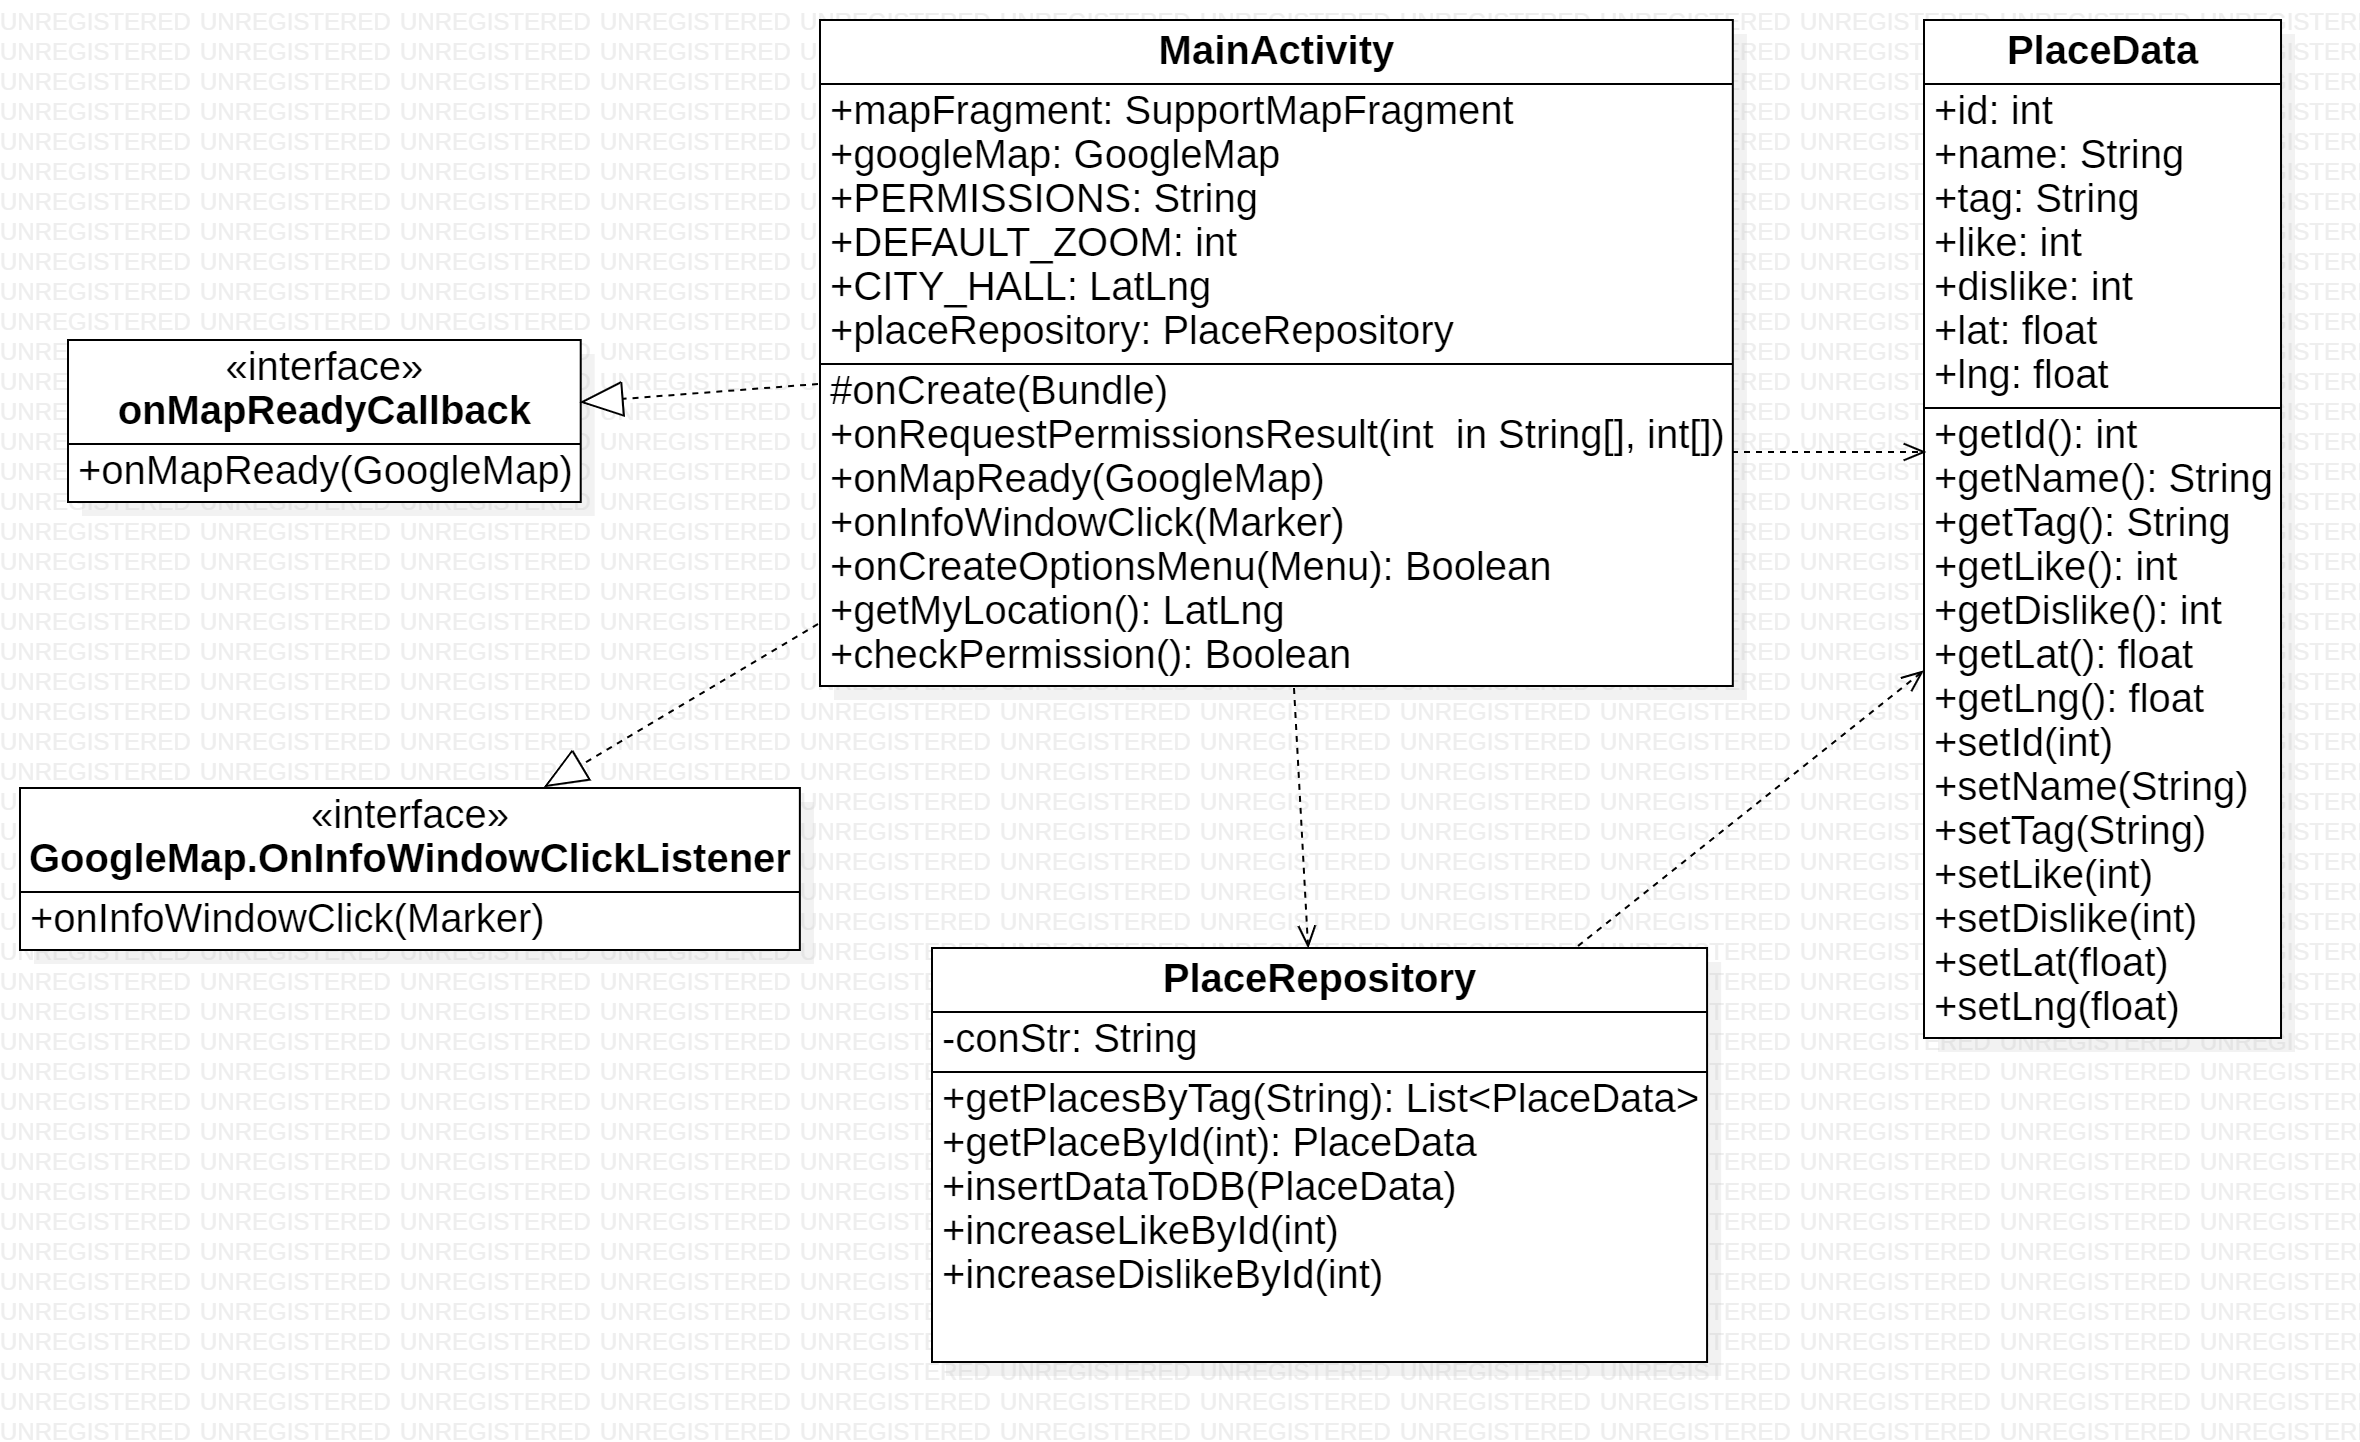 MainActivity
+mapFragment: SupportMapFragment
+googleMap: GoogleMap
+PERMISSIONS: String
+DEFAULT_ZOOM: int
+CITY_HALL: LatLng
+placeRepository: PlaceRepository
#onCreate(Bundle)
+onRequestPermissionsResult(int  in String[], int[])
+onMapReady(GoogleMap)
+onInfoWindowClick(Marker)
+onCreateOptionsMenu(Menu): Boolean
+getMyLocation(): LatLng
+checkPermission(): Boolean
PlaceData
+id: int
+name: String
+tag: String
+like: int
+dislike: int
+lat: float
+lng: float
+getId(): int
+getName(): String
+getTag(): String
+getLike(): int
+getDislike(): int
+getLat(): float
+getLng(): float
+setId(int)
+setName(String)
+setTag(String)
+setLike(int)
+setDislike(int)
+setLat(float)
+setLng(float)
«interface»
onMapReadyCallback
+onMapReady(GoogleMap)
«interface»
GoogleMap.OnInfoWindowClickListener
+onInfoWindowClick(Marker)
PlaceRepository
-conStr: String
+getPlacesByTag(String): List<PlaceData>
+getPlaceById(int): PlaceData
+insertDataToDB(PlaceData)
+increaseLikeById(int)
+increaseDislikeById(int)
UNREGISTERED